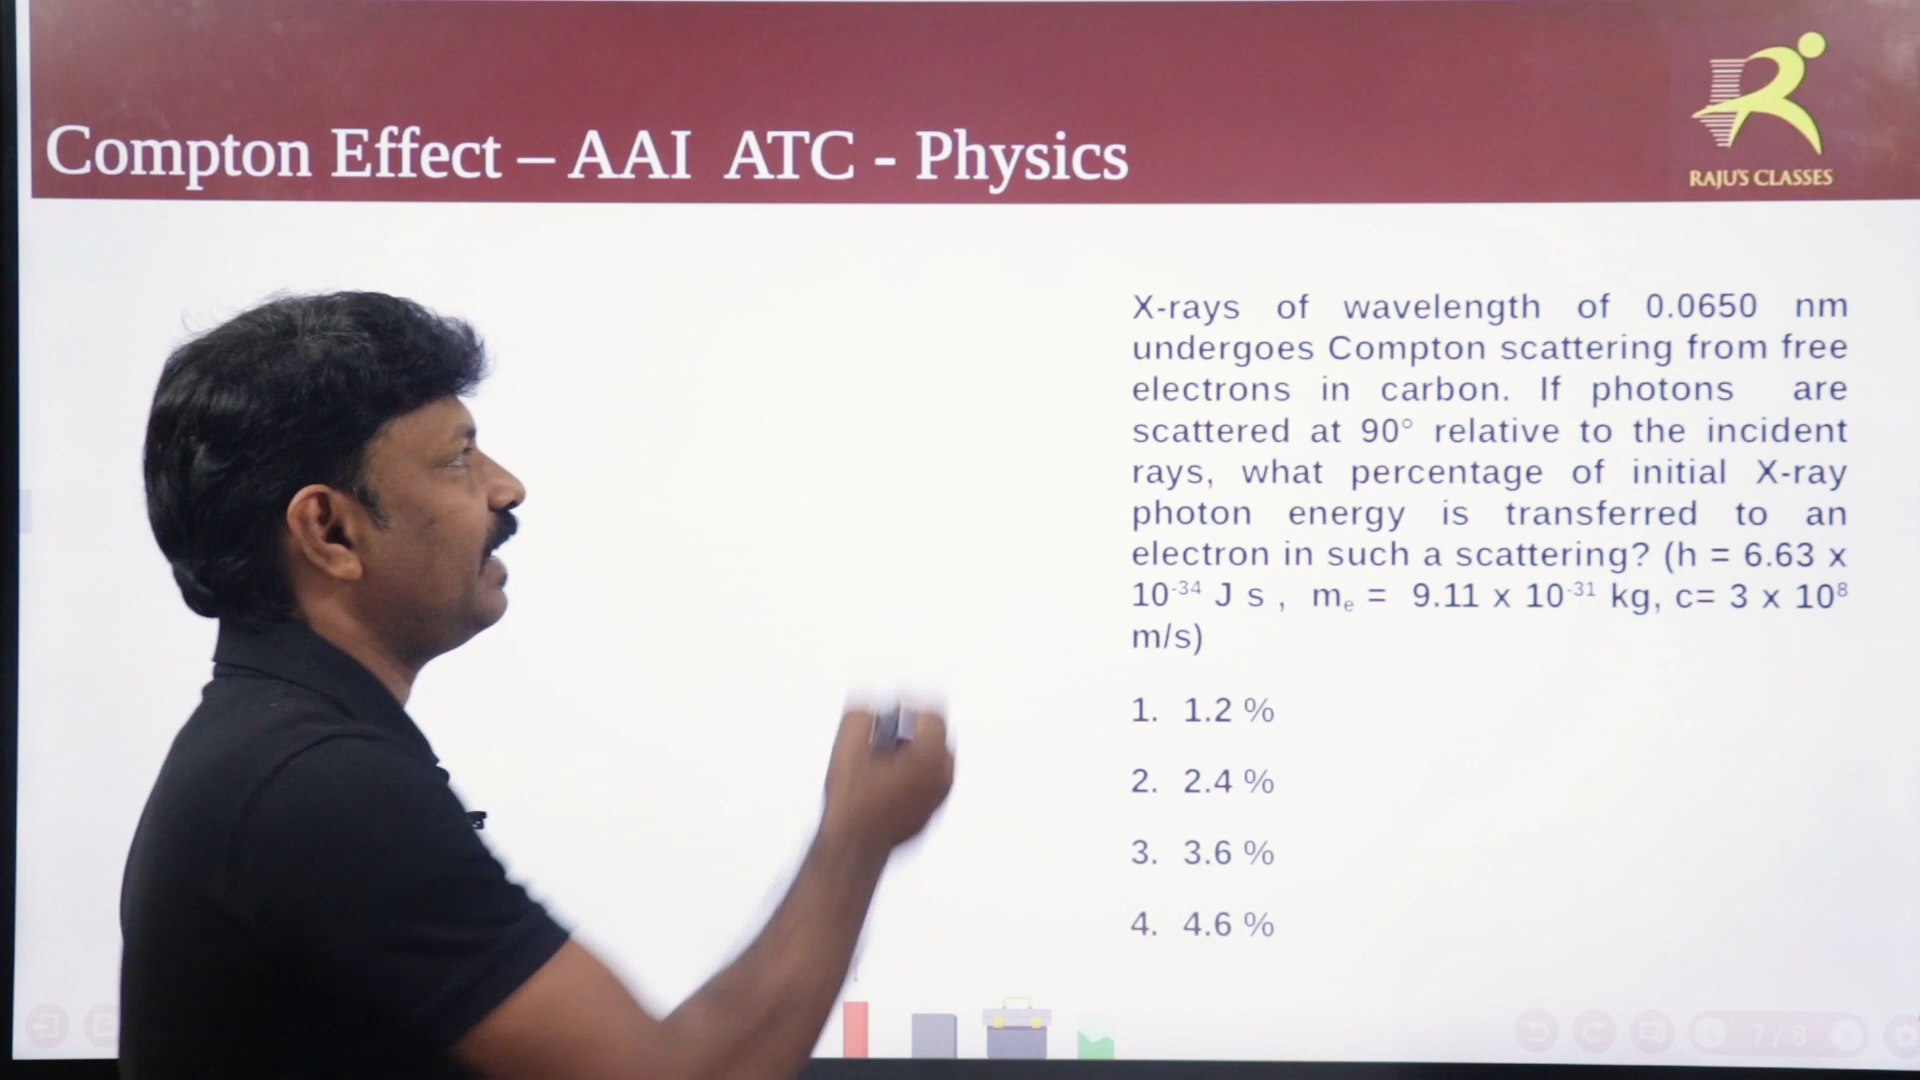 Compton Effect – AAI ATC - Physics
RAJU'S CLASSES
X-rays of wavelength of 0.0650 nm
undergoes Compton scattering from free
electrons in carbon. If photons are
scattered at 90° relative to the incident
rays, what percentage of initial X-ray
photon energy is transferred to an
electron in such a scattering? (h = 6.63 x
10⁻³⁴ J s , mₑ = 9.11 x 10⁻³¹ kg, c= 3 x 10⁸
m/s)
1. 1.2 %
2. 2.4 %
3. 3.6 %
4. 4.6 %
7 / 8